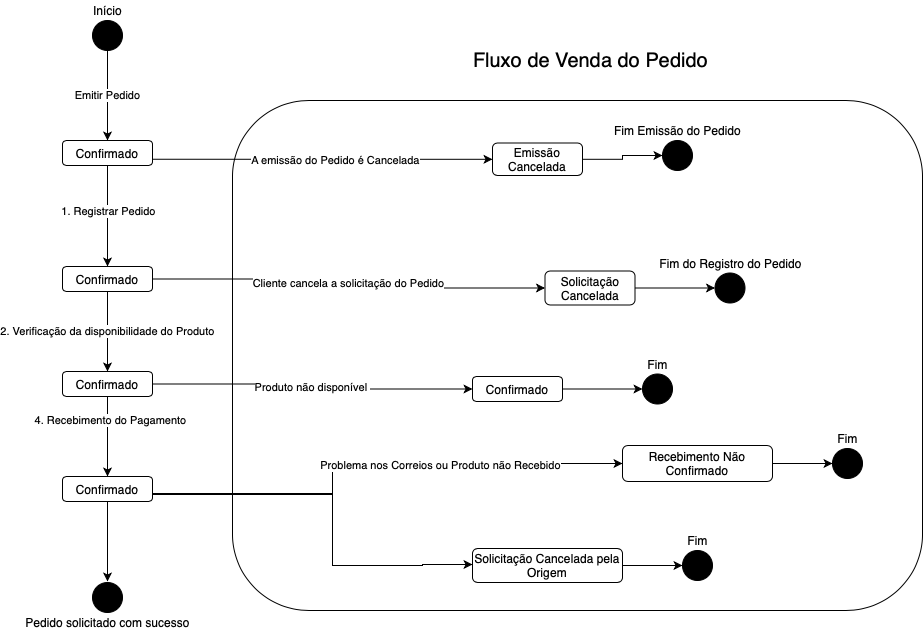 Início
Fluxo de Venda do Pedido
Emitir Pedido
Fim Emissão do Pedido
Confirmado
A emissão do Pedido é Cancelada
Emissão
Cancelada
1. Registrar Pedido
Fim do Registro do Pedido
Confirmado
Cliente cancela a solicitação do Pedido
Solicitação
Cancelada
2. Verificação da disponibilidade do Produto
Fim
Confirmado
Produto não disponível
Confirmado
4. Recebimento do Pagamento
Fim
Problema nos Correios ou Produto não Recebido
Recebimento Não
Confirmado
Confirmado
Fim
Solicitação Cancelada pela
Origem
Pedido solicitado com sucesso